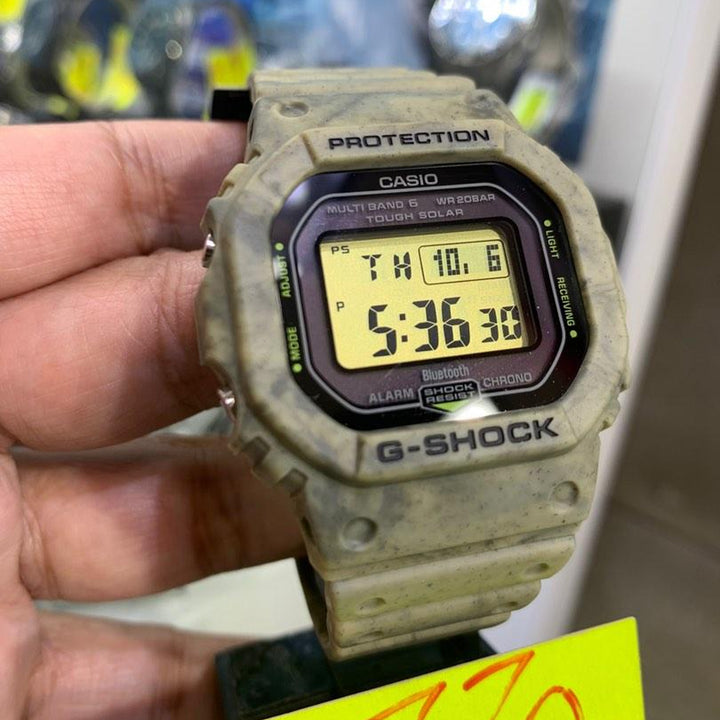 PROTECTION
CASIO
MULTI BAND 6 WR20BAR
TOUGH SOLAR
ADJUST
LIGHT
PS TH 10. 6
P 5:36 30
MODE
RECEIVING
Bluetooth
ALARM SHOCK RESIST CHRONO
G-SHOCK